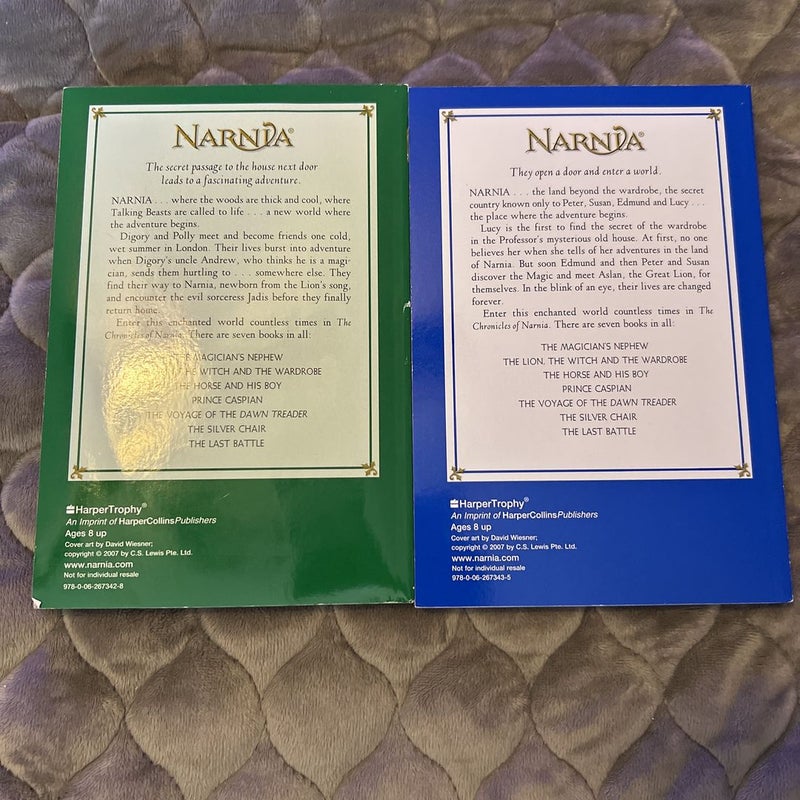 NARNIA®
The secret passage to the house next door
leads to a fascinating adventure.
NARNIA . . . where the woods are thick and cool, where
Talking Beasts are called to life . . . a new world where
the adventure begins.
Digory and Polly meet and become friends one cold,
wet summer in London. Their lives burst into adventure
when Digory's uncle Andrew, who thinks he is a magi-
cian, sends them hurtling to . . . somewhere else. They
find their way to Narnia, newborn from the Lion's song,
and encounter the evil sorceress Jadis before they finally
return home.
Enter this enchanted world countless times in The
Chronicles of Narnia. There are seven books in all:
THE MAGICIAN'S NEPHEW
THE WITCH AND THE WARDROBE
THE HORSE AND HIS BOY
PRINCE CASPIAN
THE VOYAGE OF THE DAWN TREADER
THE SILVER CHAIR
THE LAST BATTLE
HarperTrophy®
An Imprint of HarperCollinsPublishers
Ages 8 up
Cover art by David Wiesner;
copyright © 2007 by C.S. Lewis Pte. Ltd.
www.narnia.com
Not for individual resale
978-0-06-267342-8
NARNIA®
They open a door and enter a world.
NARNIA . . . the land beyond the wardrobe, the secret
country known only to Peter, Susan, Edmund and Lucy . . .
the place where the adventure begins.
Lucy is the first to find the secret of the wardrobe
in the Professor's mysterious old house. At first, no one
believes her when she tells of her adventures in the land
of Narnia. But soon Edmund and then Peter and Susan
discover the Magic and meet Aslan, the Great Lion, for
themselves. In the blink of an eye, their lives are changed
forever.
Enter this enchanted world countless times in The
Chronicles of Narnia. There are seven books in all:
THE MAGICIAN'S NEPHEW
THE LION, THE WITCH AND THE WARDROBE
THE HORSE AND HIS BOY
PRINCE CASPIAN
THE VOYAGE OF THE DAWN TREADER
THE SILVER CHAIR
THE LAST BATTLE
HarperTrophy®
An Imprint of HarperCollinsPublishers
Ages 8 up
Cover art by David Wiesner;
copyright © 2007 by C.S. Lewis Pte. Ltd.
www.narnia.com
Not for individual resale
978-0-06-267343-5